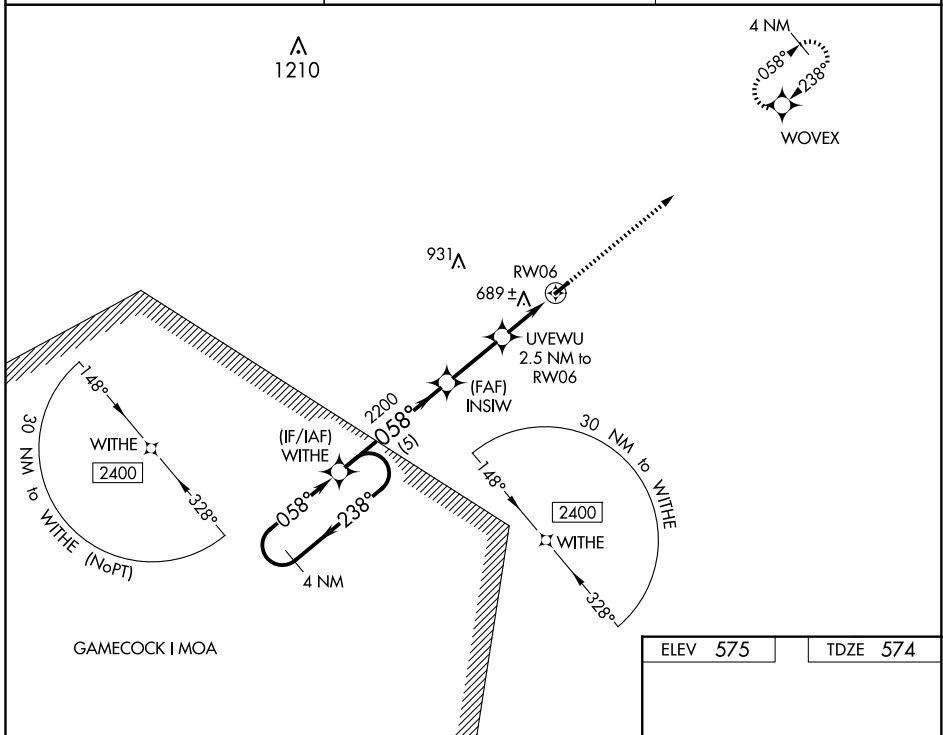 4 NM
058°
238°
WOVEX
1210
931
RW06
689 ±
UVEWU
2.5 NM to
RW06
(FAF)
INSIW
2200
058°
(5)
(IF/IAF)
WITHE
058°
238°
4 NM
148°
WITHE
2400
328°
30 NM to WITHE (NoPT)
30 NM to WITHE
148°
2400
WITHE
328°
GAMECOCK I MOA
ELEV 575
TDZE 574